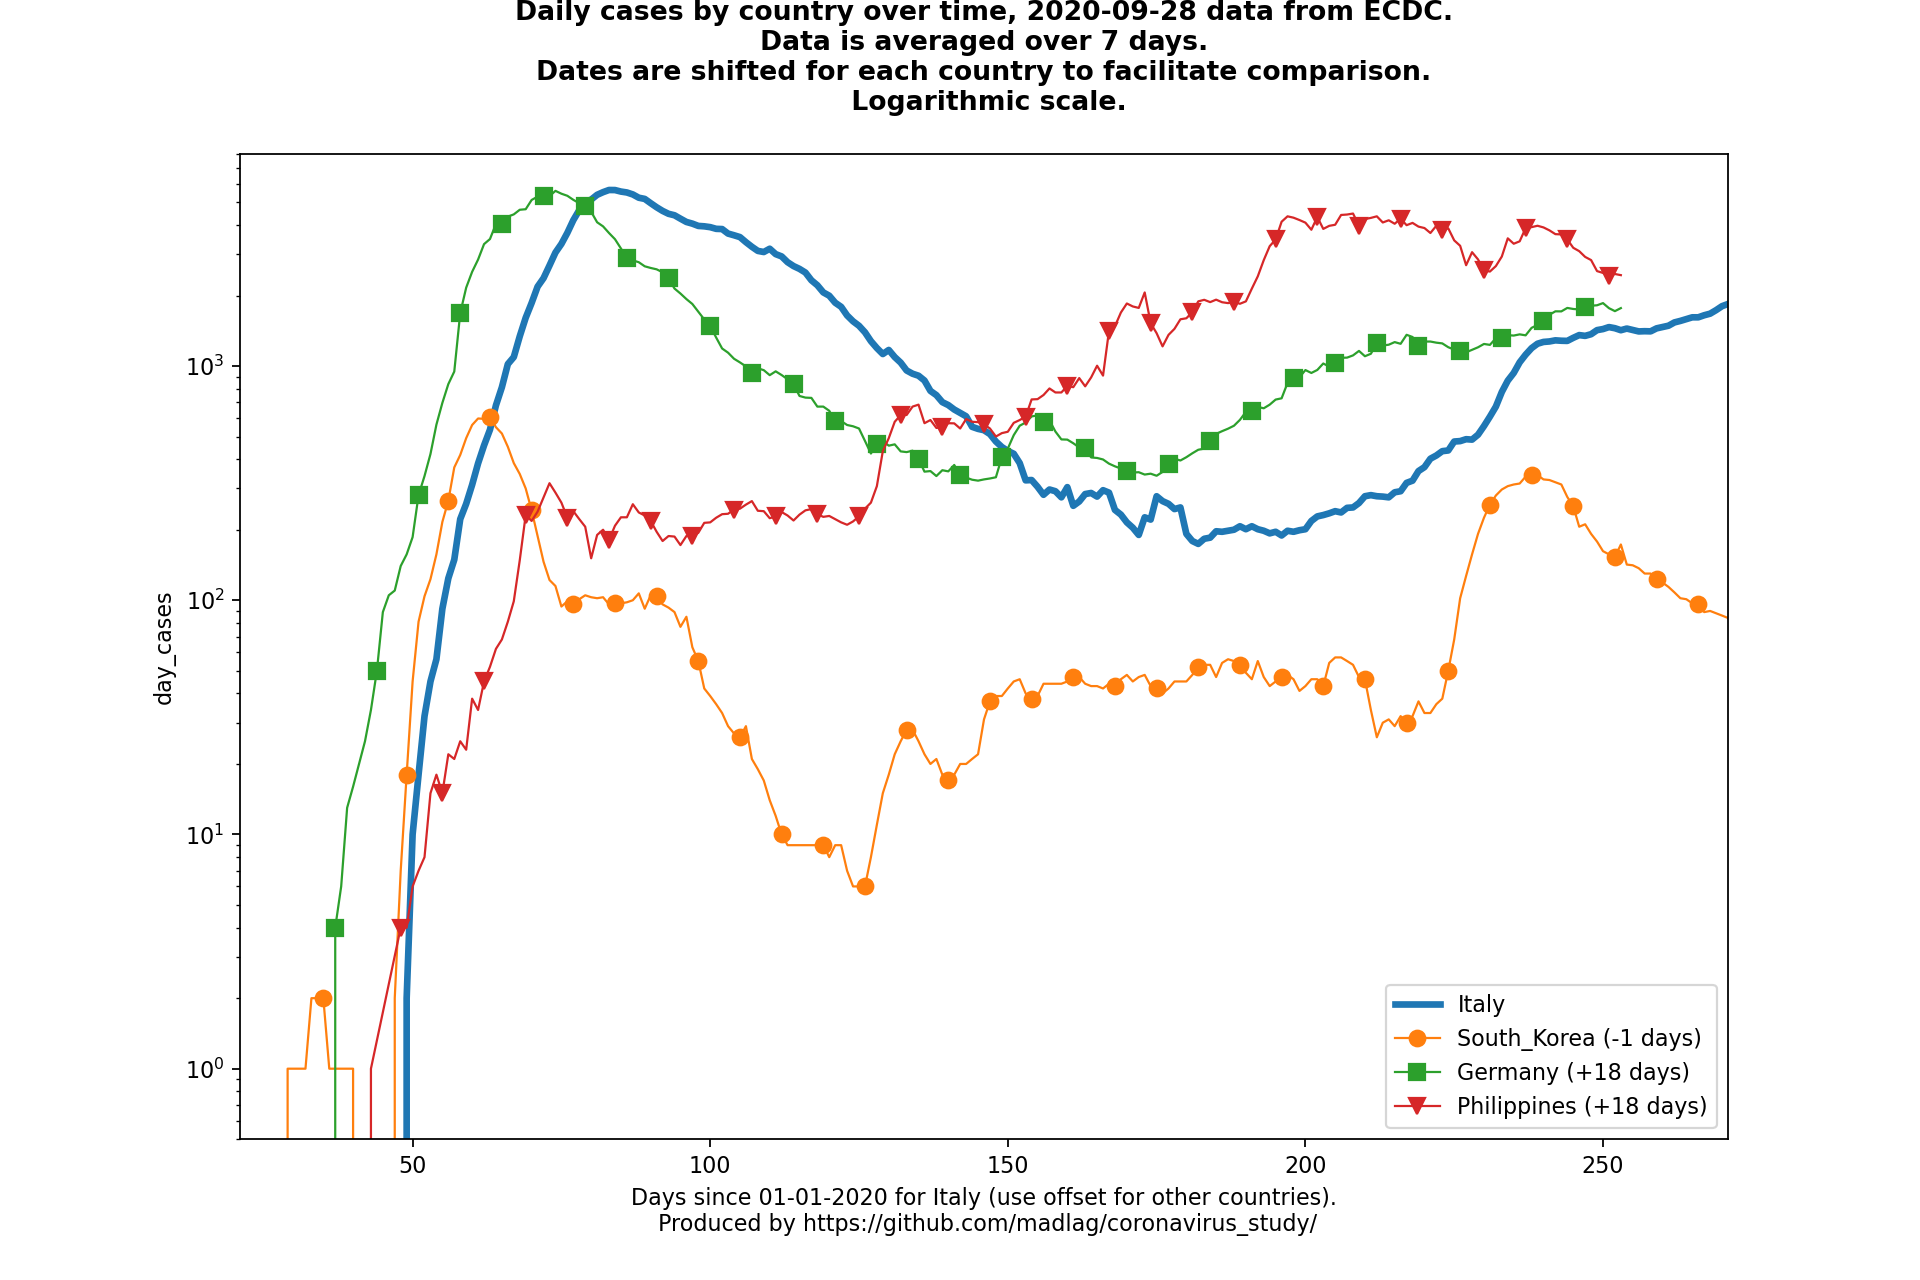 Daily cases by country over time, 2020-09-28 data from ECDC.
Data is averaged over 7 days.
Dates are shifted for each country to facilitate comparison.
Logarithmic scale.
10³
10²
10¹
10⁰
day_cases
50 100 150 200 250
Italy
South_Korea (-1 days)
Germany (+18 days)
Philippines (+18 days)
Days since 01-01-2020 for Italy (use offset for other countries).
Produced by https://github.com/madlag/coronavirus_study/